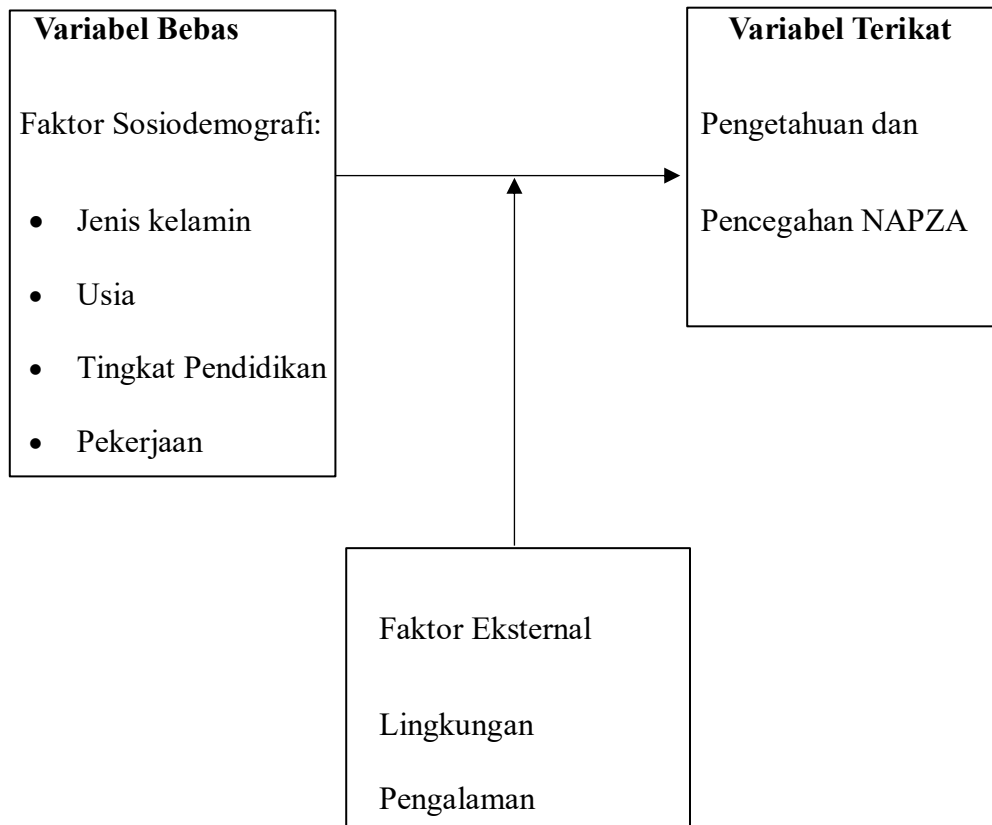 Variabel Bebas
Faktor Sosiodemografi:
• Jenis kelamin
• Usia
• Tingkat Pendidikan
• Pekerjaan
Variabel Terikat
Pengetahuan dan
Pencegahan NAPZA
Faktor Eksternal
Lingkungan
Pengalaman